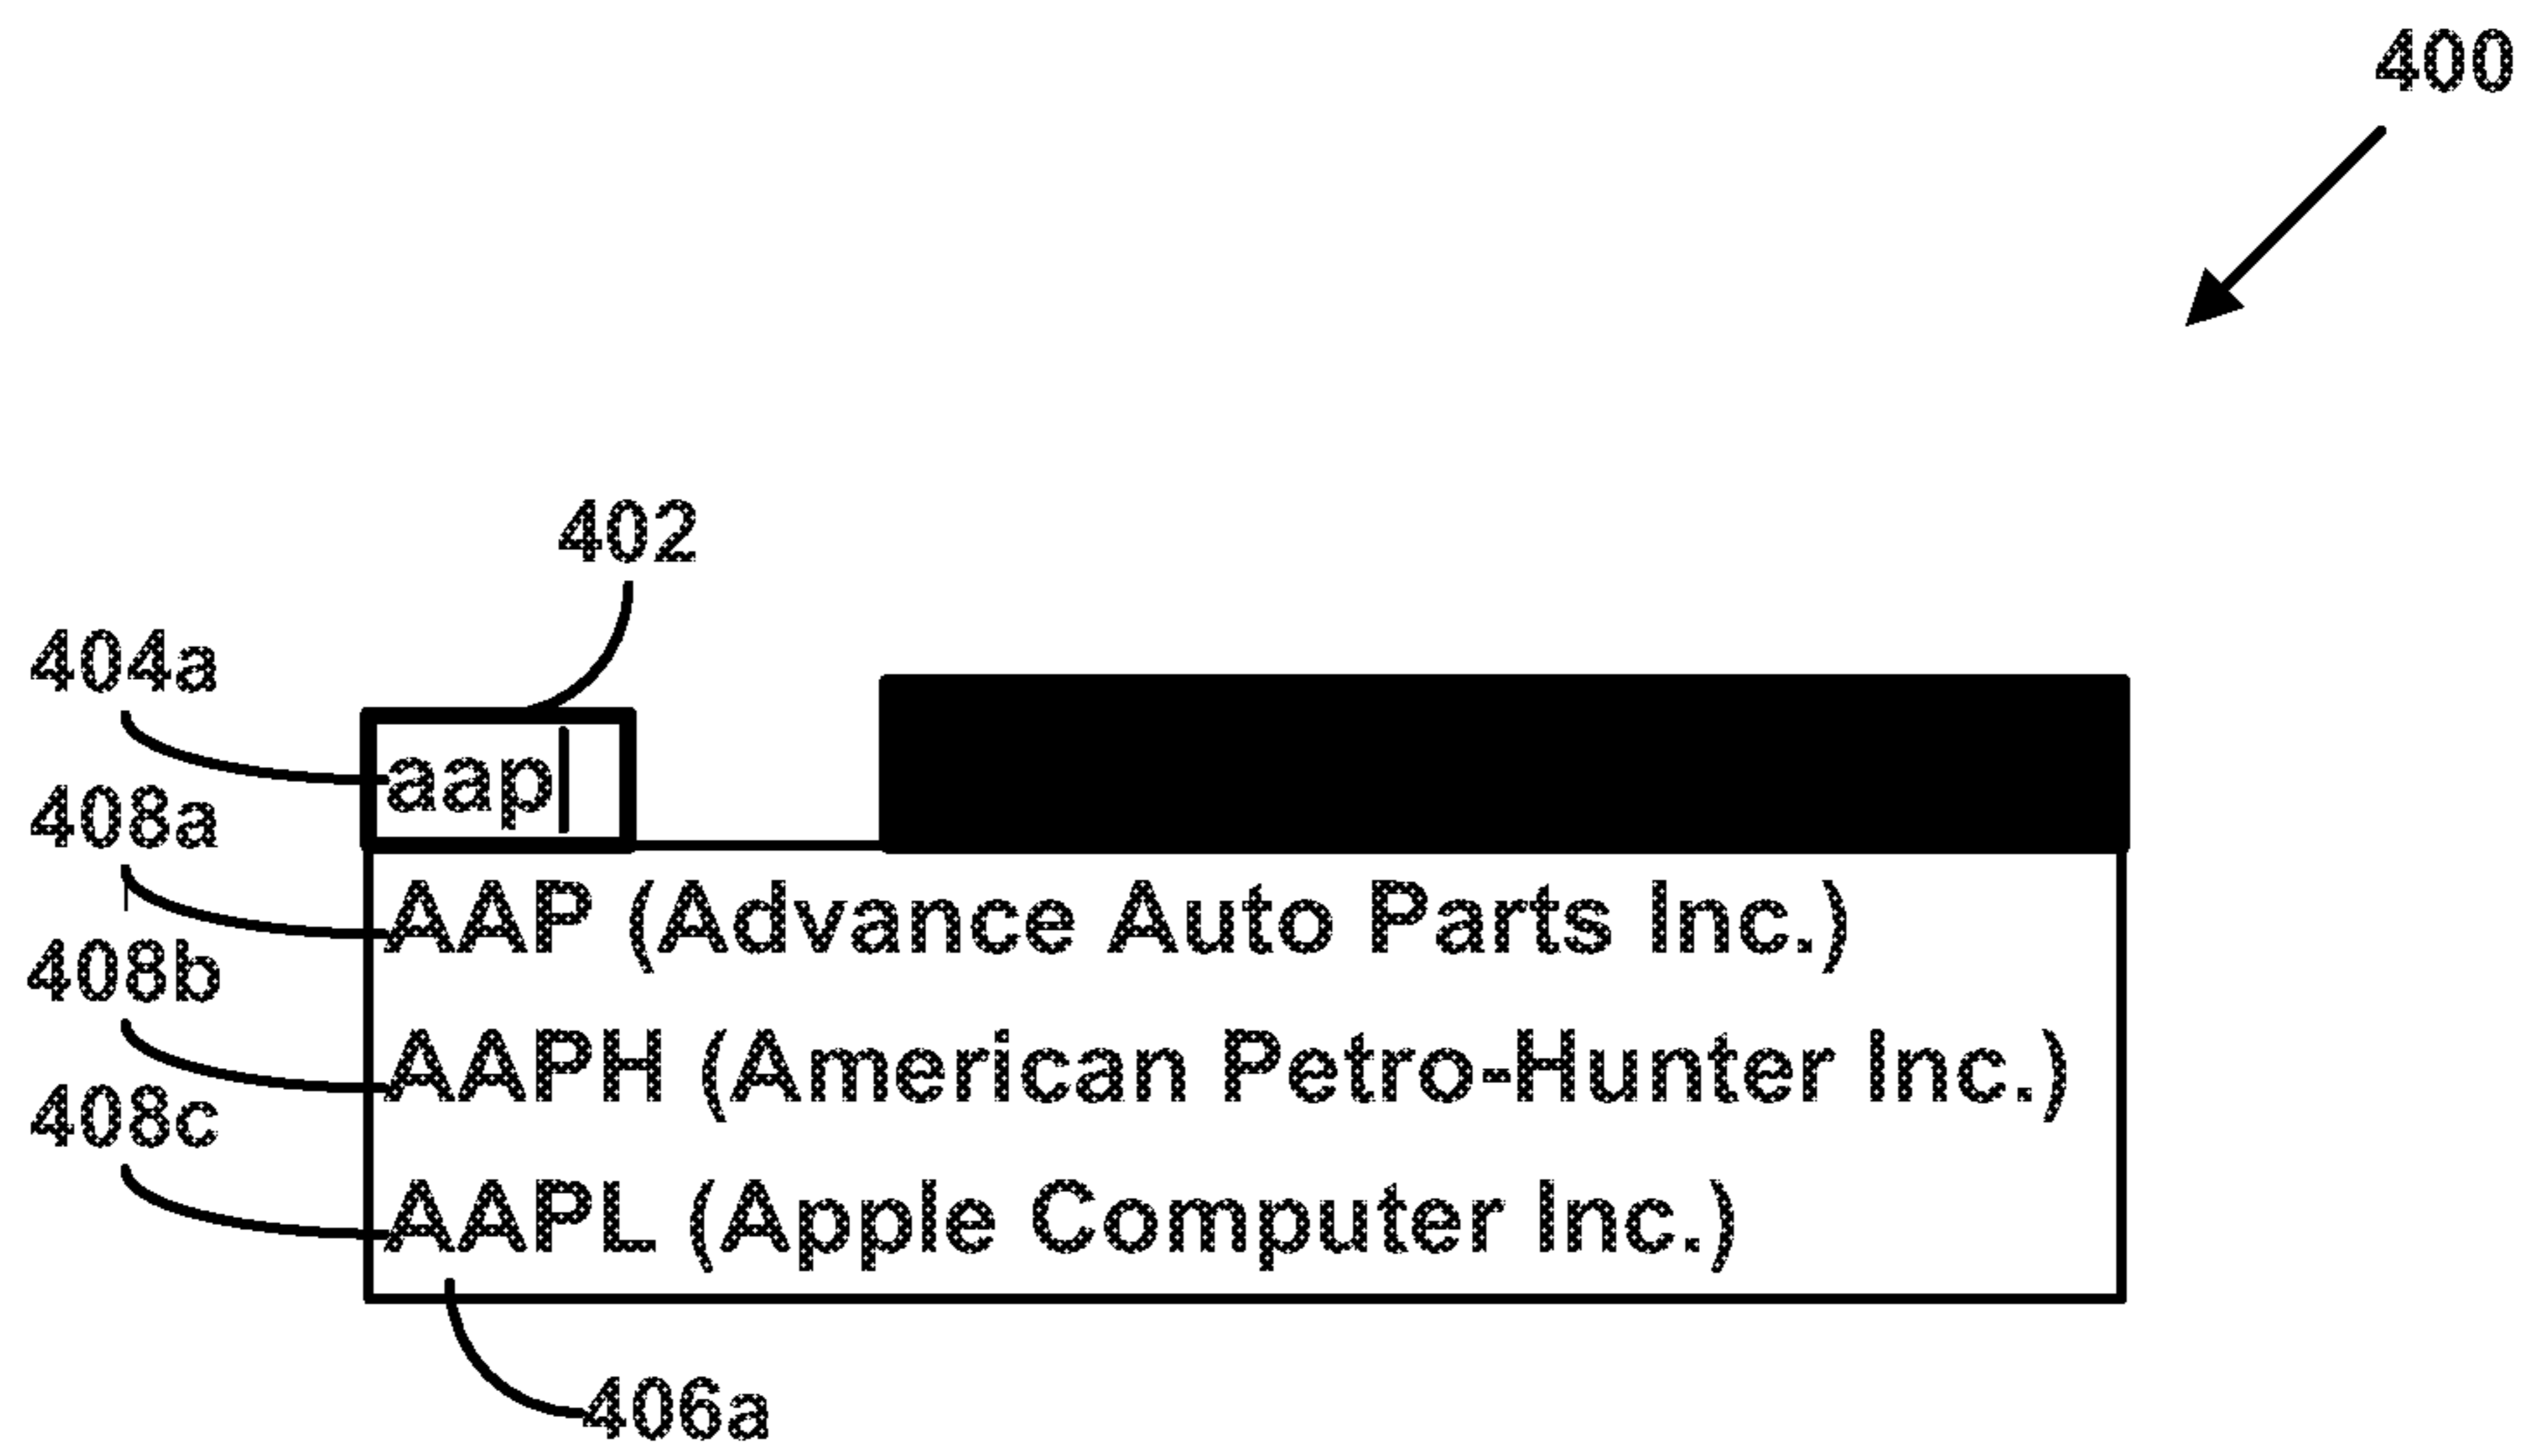 400
402
404a
aap
408a
AAP (Advance Auto Parts Inc.)
408b
AAPH (American Petro-Hunter Inc.)
408c
AAPL (Apple Computer Inc.)
406a